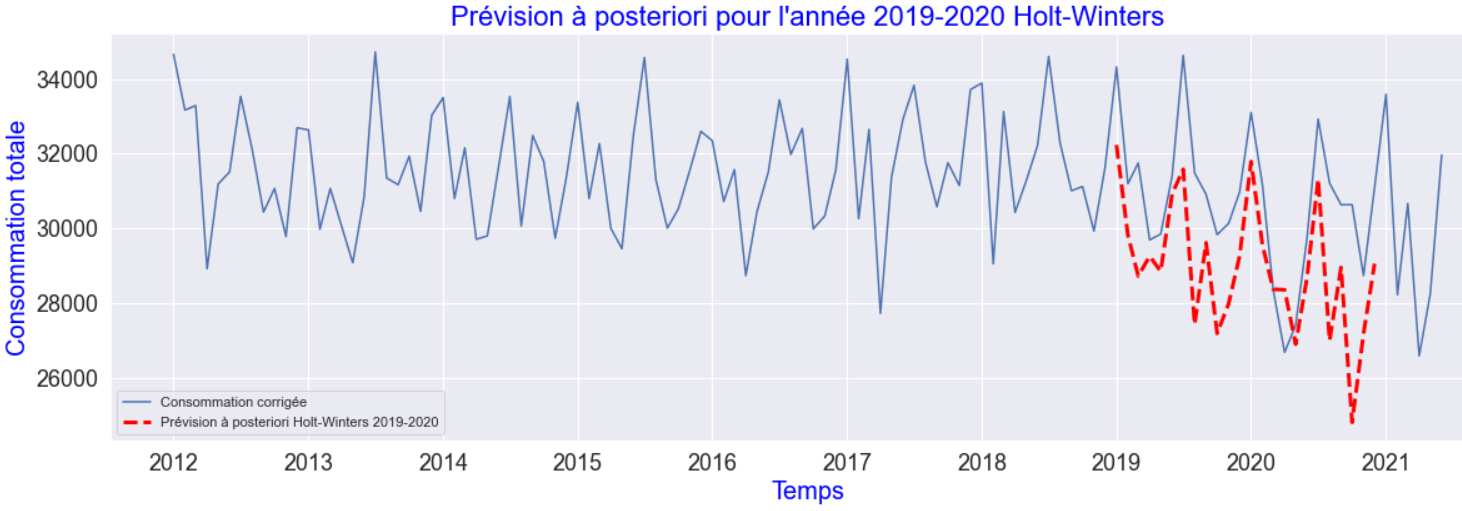 Prévision à posteriori pour l'année 2019-2020 Holt-Winters
Consommation totale
34000
32000
30000
28000
26000
Consommation corrigée
Prévision à posteriori Holt-Winters 2019-2020
2012 2013 2014 2015 2016 2017 2018 2019 2020 2021
Temps